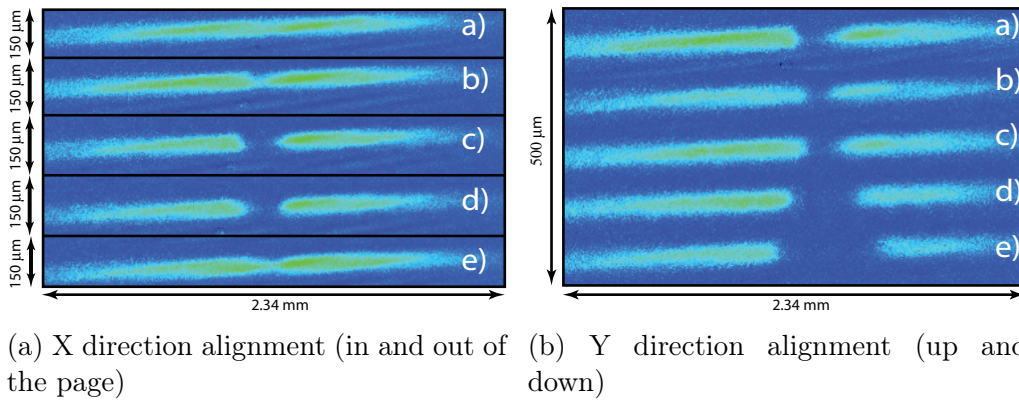 150 µm
a)
150 µm
b)
150 µm
c)
150 µm
d)
150 µm
e)
2.34 mm
500 µm
a)
b)
c)
d)
e)
2.34 mm
(a) X direction alignment (in and out of
the page)
(b) Y direction alignment (up and
down)